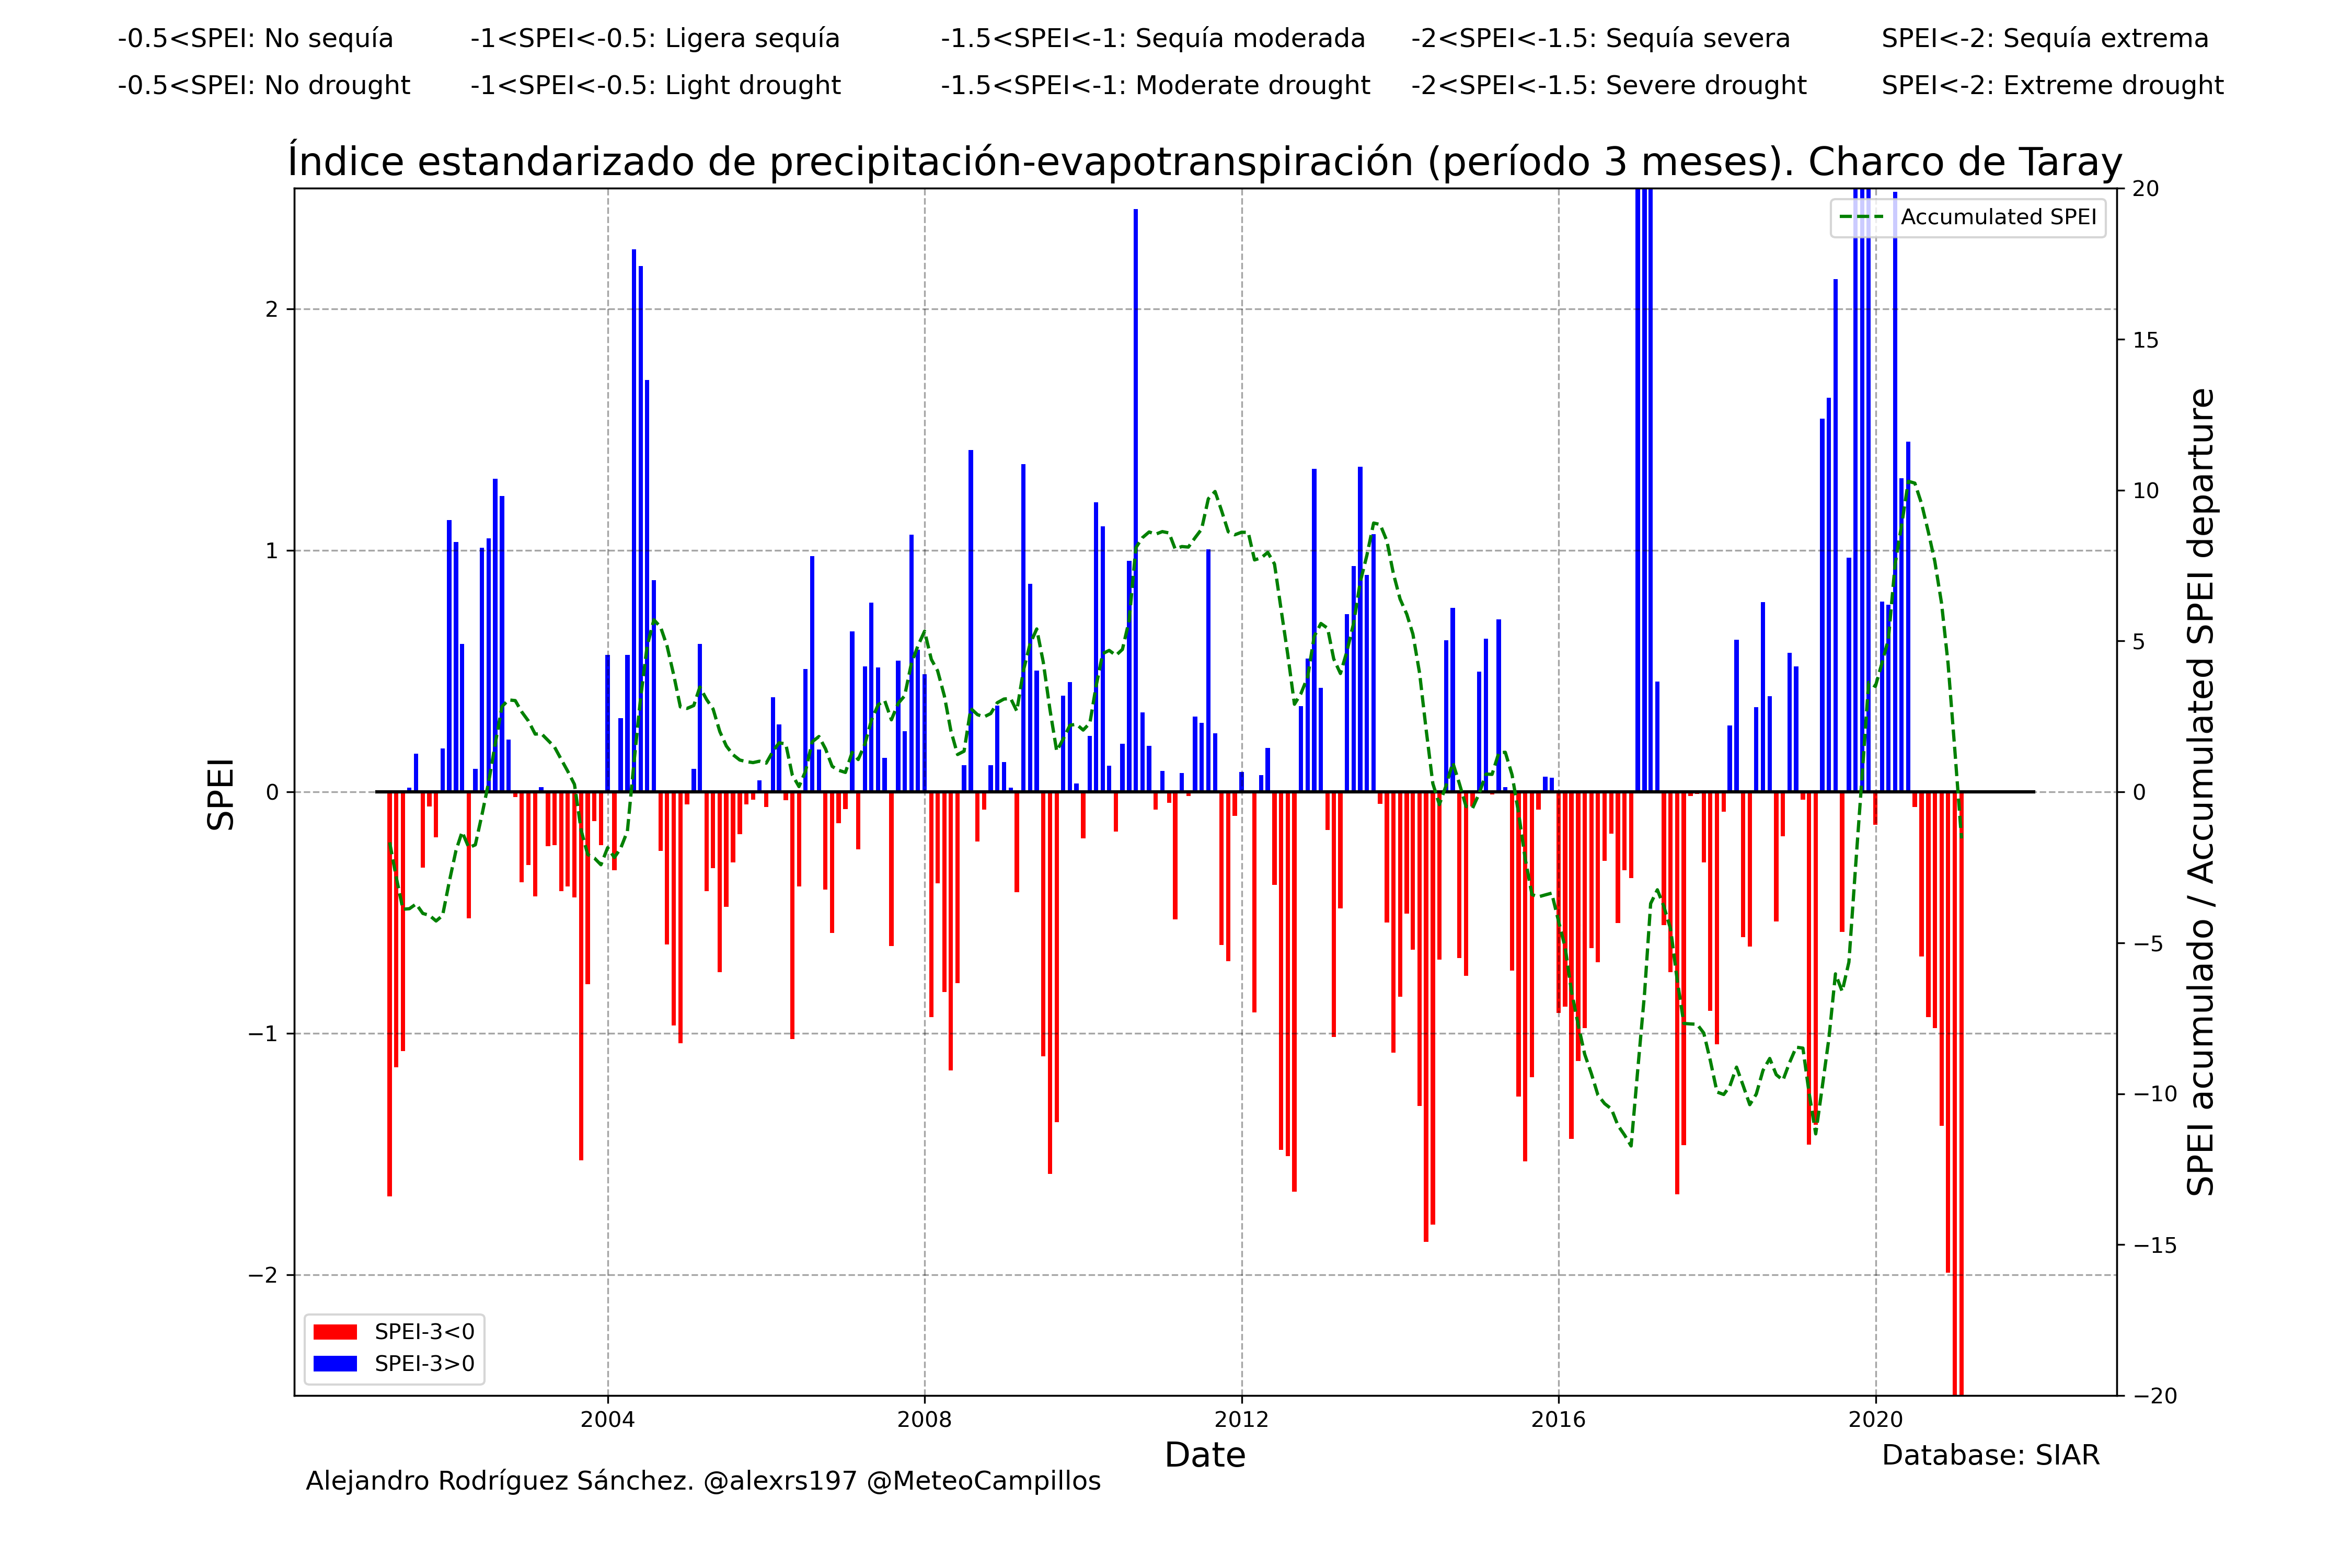 -0.5<SPEI: No sequía -1<SPEI<-0.5: Ligera sequía -1.5<SPEI<-1: Sequía moderada -2<SPEI<-1.5: Sequía severa SPEI<-2: Sequía extrema
-0.5<SPEI: No drought -1<SPEI<-0.5: Light drought -1.5<SPEI<-1: Moderate drought -2<SPEI<-1.5: Severe drought SPEI<-2: Extreme drought
Índice estandarizado de precipitación-evapotranspiración (período 3 meses). Charco de Taray
Accumulated SPEI
SPEI
2
1
0
−1
−2
20
15
10
5
0
−5
−10
−15
−20
SPEI acumulado / Accumulated SPEI departure
SPEI-3<0
SPEI-3>0
2004 2008 2012 2016 2020
Date
Database: SIAR
Alejandro Rodríguez Sánchez. @alexrs197 @MeteoCampillos